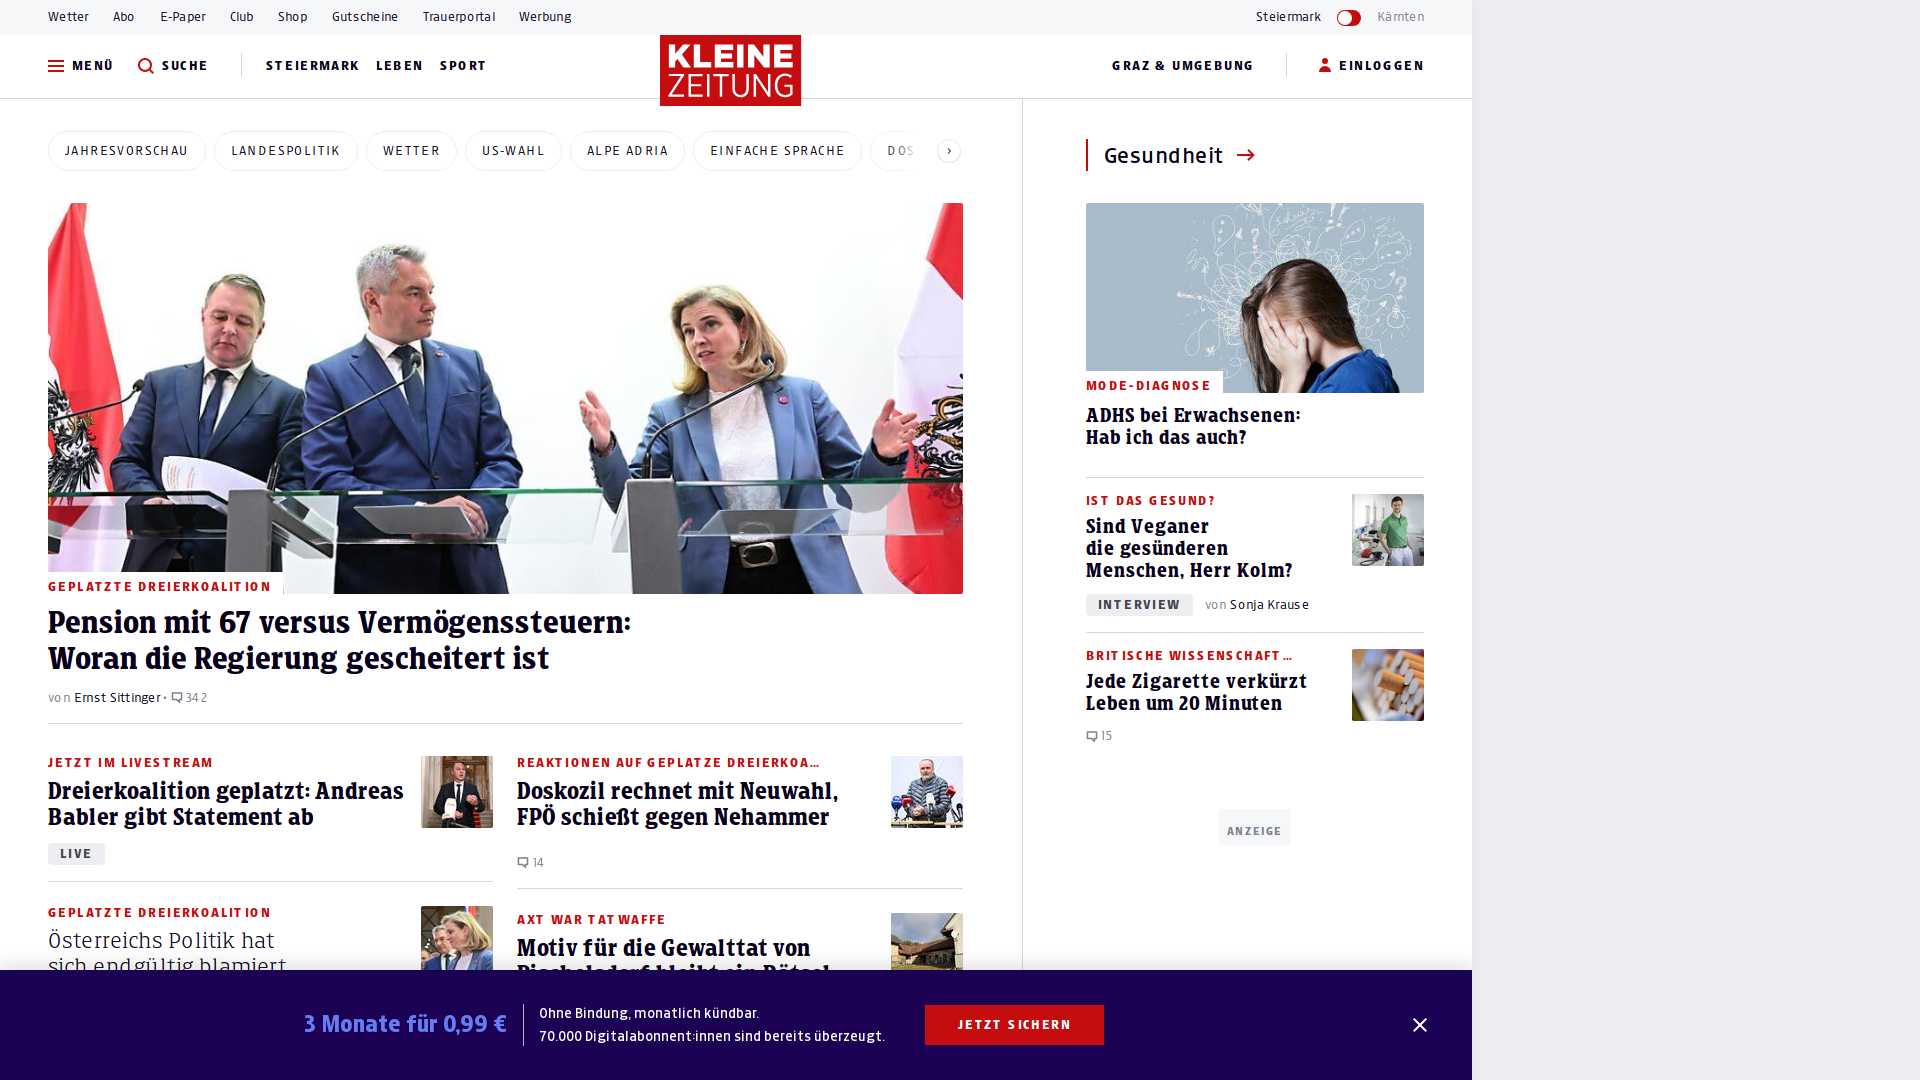 Wetter
Abo
E-Paper
Club
Shop
Gutscheine
Trauerportal
Werbung
Steiermark
Kärnten
MENÜ
SUCHE
STEIERMARK
LEBEN
SPORT
KLEINE
ZEITUNG
GRAZ & UMGEBUNG
EINLOGGEN
JAHRESVORSCHAU
LANDESPOLITIK
WETTER
US-WAHL
ALPE ADRIA
EINFACHE SPRACHE
DOS
GEPLATZTE DREIERKOALITION
Pension mit 67 versus Vermögenssteuern:
Woran die Regierung gescheitert ist
von Ernst Sittinger • 342
JETZT IM LIVESTREAM
Dreierkoalition geplatzt: Andreas
Babler gibt Statement ab
LIVE
GEPLATZTE DREIERKOALITION
Österreichs Politik hat
sich endgültig blamiert
REAKTIONEN AUF GEPLATZE DREIERKOA…
Doskozil rechnet mit Neuwahl,
FPÖ schießt gegen Nehammer
14
AXT WAR TATWAFFE
Motiv für die Gewalttat von
Pischelsdorf bleibt ein Rätsel
Gesundheit
MODE-DIAGNOSE
ADHS bei Erwachsenen:
Hab ich das auch?
IST DAS GESUND?
Sind Veganer
die gesünderen
Menschen, Herr Kolm?
INTERVIEW
von Sonja Krause
BRITISCHE WISSENSCHAFT…
Jede Zigarette verkürzt
Leben um 20 Minuten
15
ANZEIGE
3 Monate für 0,99 €
Ohne Bindung, monatlich kündbar.
70.000 Digitalabonnent:innen sind bereits überzeugt.
JETZT SICHERN